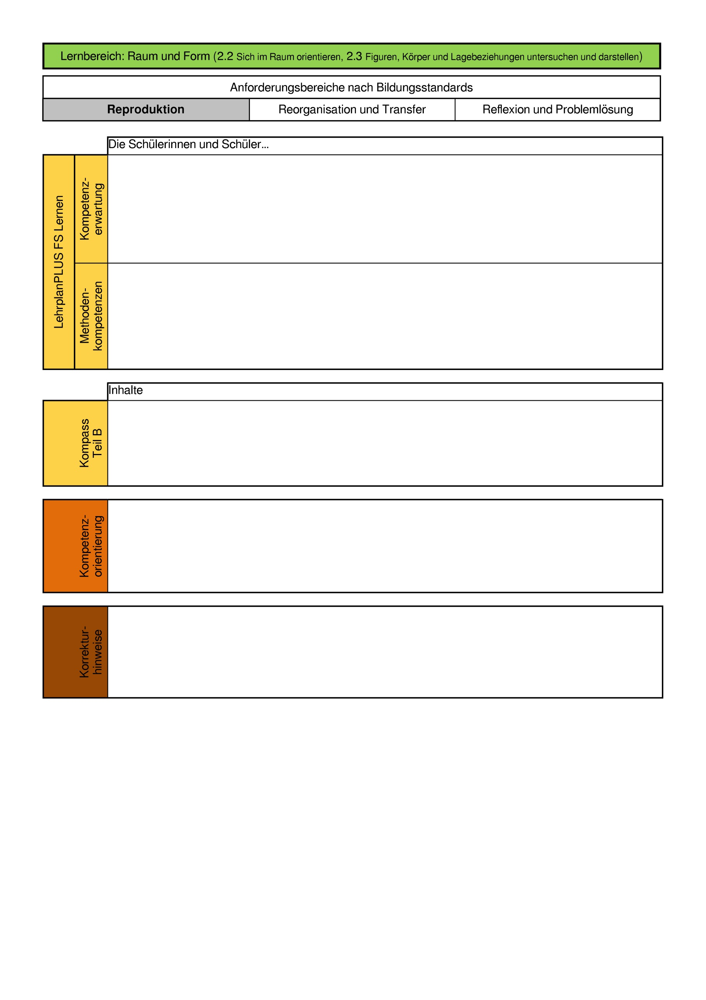 Lernbereich: Raum und Form (2.2 Sich im Raum orientieren, 2.3 Figuren, Körper und Lagebeziehungen untersuchen und darstellen)
Anforderungsbereiche nach Bildungsstandards
Reproduktion
Reorganisation und Transfer
Reflexion und Problemlösung
Die Schülerinnen und Schüler...
LehrplanPLUS FS Lernen
Kompetenz-
erwartung
Methoden-
kompetenzen
Inhalte
Kompass
Teil B
Kompetenz-
orientierung
Korrektur-
hinweise